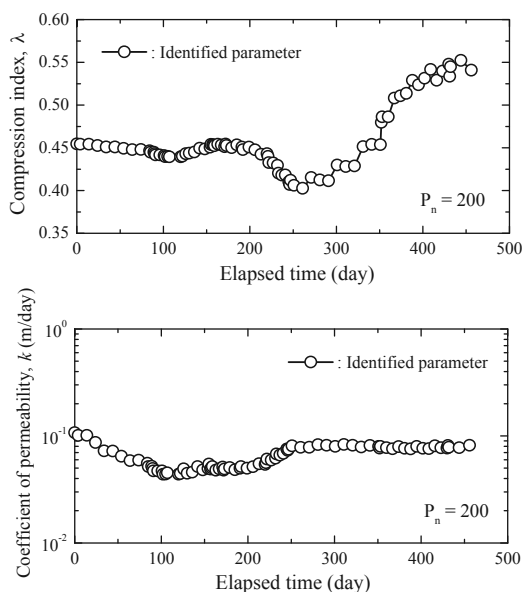 Compression index, λ
0.55
0.50
0.45
0.40
0.35
: Identified parameter
Pn = 200
0 100 200 300 400 500
Elapsed time (day)
Coefficient of permeability, k (m/day)
10^0
10^-1
10^-2
: Identified parameter
Pn = 200
0 100 200 300 400 500
Elapsed time (day)